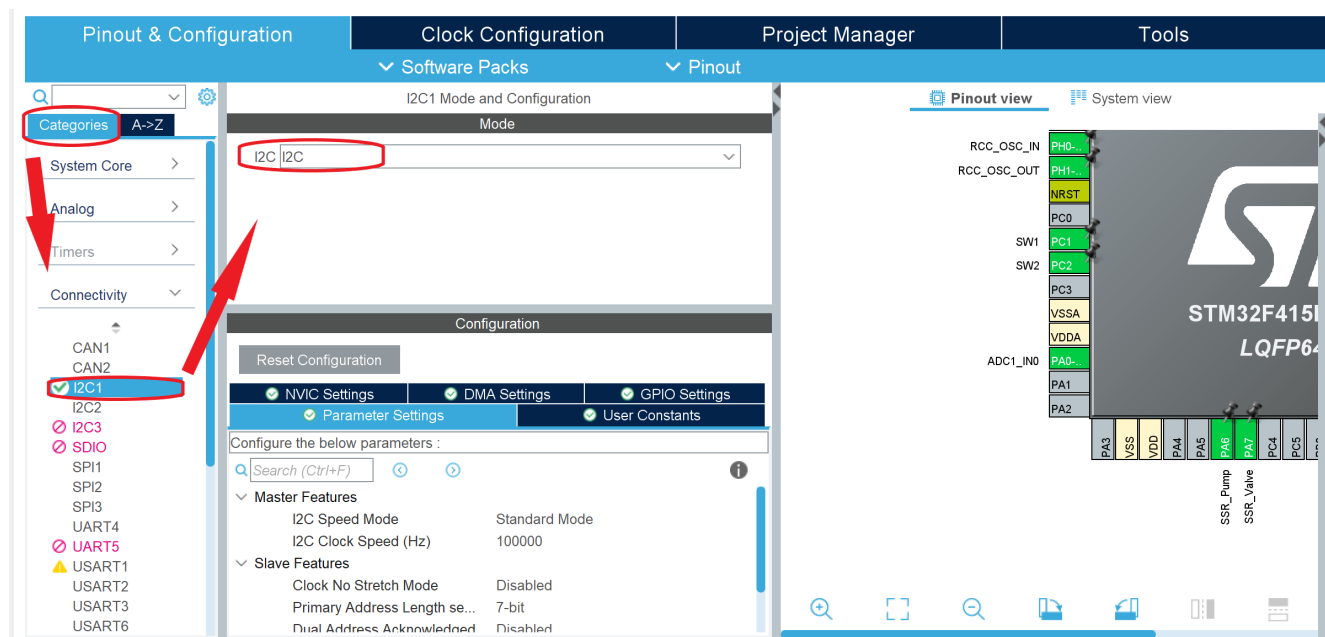 Pinout & Configuration
Clock Configuration
Project Manager
Tools
Software Packs
Pinout
Categories
A->Z
System Core
Analog
Timers
Connectivity
CAN1
CAN2
I2C1
I2C2
I2C3
SDIO
SPI1
SPI2
SPI3
UART4
UART5
USART1
USART2
USART3
USART6
I2C1 Mode and Configuration
Mode
I2C I2C
Configuration
Reset Configuration
NVIC Settings
DMA Settings
GPIO Settings
Parameter Settings
User Constants
Configure the below parameters :
Search (Ctrl+F)
Master Features
I2C Speed Mode Standard Mode
I2C Clock Speed (Hz) 100000
Slave Features
Clock No Stretch Mode Disabled
Primary Address Length se... 7-bit
Dual Address Acknowledged Disabled
Pinout view
System view
RCC_OSC_IN PH0-..
RCC_OSC_OUT PH1-..
NRST
PC0
SW1 PC1
SW2 PC2
PC3
VSSA
VDDA
ADC1_IN0 PA0-..
PA1
PA2
STM32F415
LQFP64
PA3
VSS
VDD
PA4
PA5
PA6
PA7
PC4
PC5
SSR_Pump
SSR_Valve